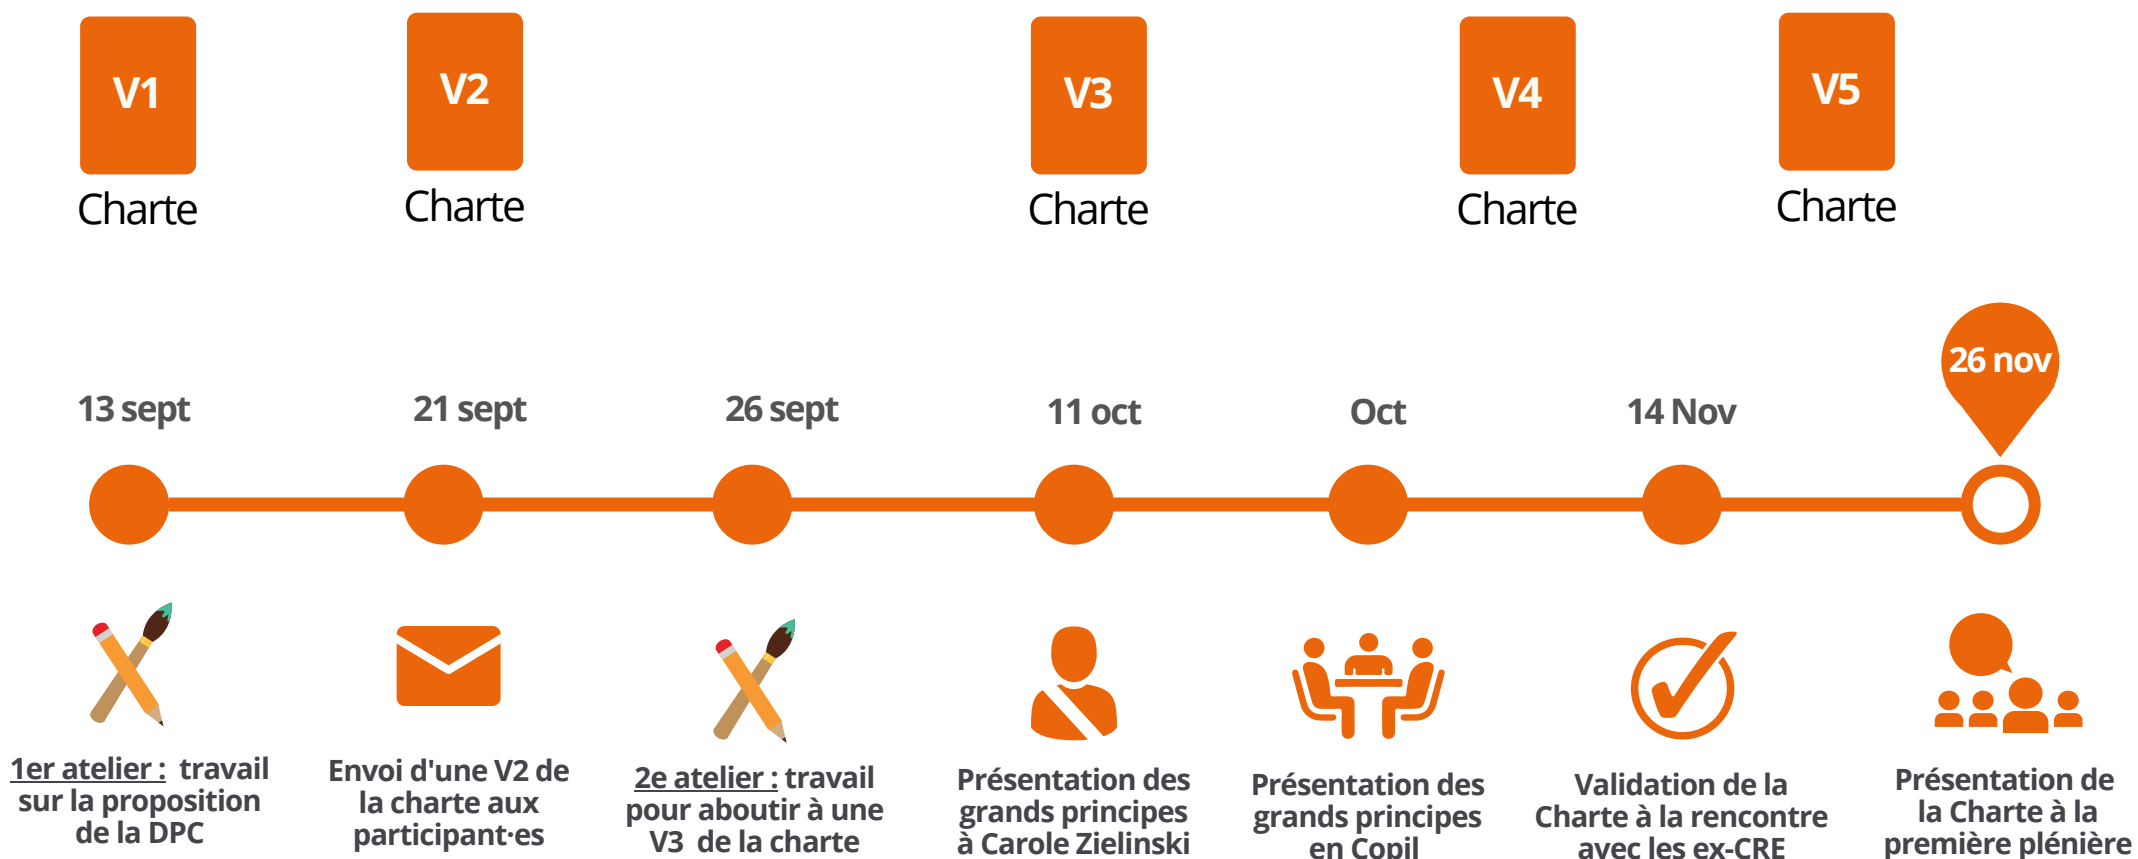 V1
Charte
V2
Charte
V3
Charte
V4
Charte
V5
Charte
13 sept
21 sept
26 sept
11 oct
Oct
14 Nov
26 nov
1er atelier : travail
sur la proposition
de la DPC
Envoi d'une V2 de
la charte aux
participant·es
2e atelier : travail
pour aboutir à une
V3 de la charte
Présentation des
grands principes
à Carole Zielinski
Présentation des
grands principes
en Copil
Validation de la
Charte à la rencontre
avec les ex-CRE
Présentation de
la Charte à la
première plénière